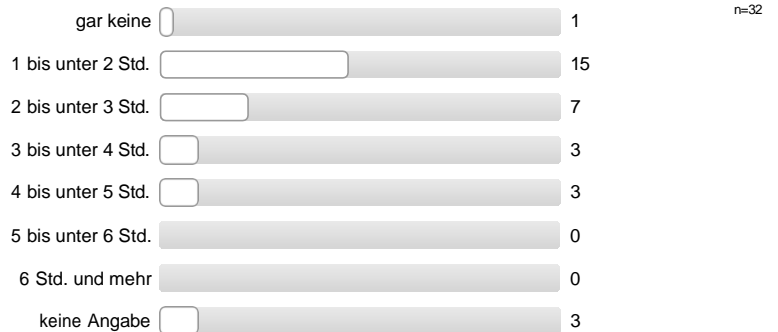 n=32
gar keine 1
1 bis unter 2 Std. 15
2 bis unter 3 Std. 7
3 bis unter 4 Std. 3
4 bis unter 5 Std. 3
5 bis unter 6 Std. 0
6 Std. und mehr 0
keine Angabe 3